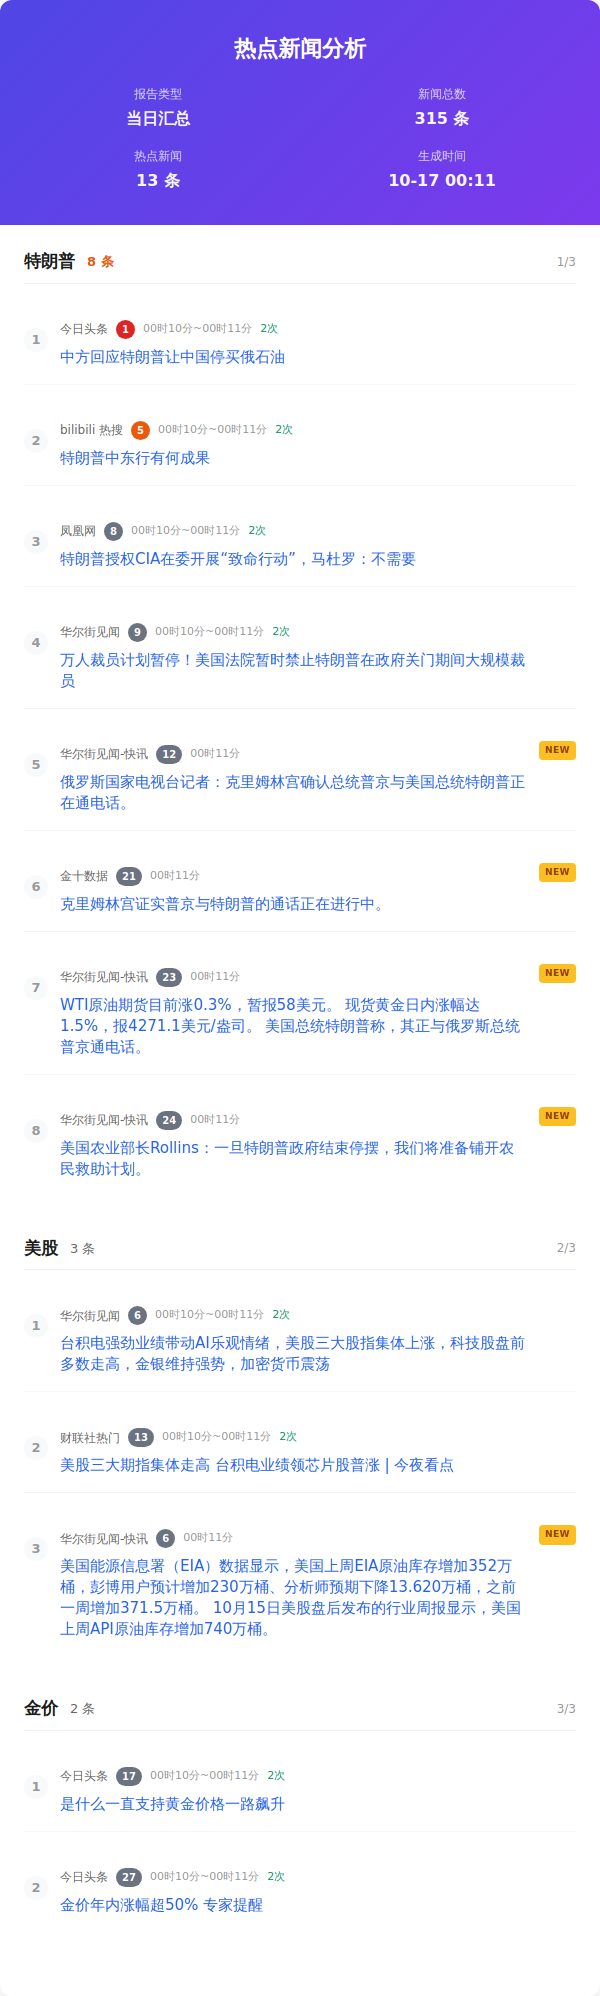 热点新闻分析
报告类型 新闻总数
当日汇总 315 条
热点新闻 生成时间
13 条 10-17 00:11
特朗普 8 条 1/3
1 今日头条 1 00时10分~00时11分 2次
中方回应特朗普让中国停买俄石油
2 bilibili 热搜 5 00时10分~00时11分 2次
特朗普中东行有何成果
3 凤凰网 8 00时10分~00时11分 2次
特朗普授权CIA在委开展“致命行动”，马杜罗：不需要
4 华尔街见闻 9 00时10分~00时11分 2次
万人裁员计划暂停！美国法院暂时禁止特朗普在政府关门期间大规模裁
员
5 华尔街见闻-快讯 12 00时11分 NEW
俄罗斯国家电视台记者：克里姆林宫确认总统普京与美国总统特朗普正
在通电话。
6 金十数据 21 00时11分 NEW
克里姆林宫证实普京与特朗普的通话正在进行中。
7 华尔街见闻-快讯 23 00时11分 NEW
WTI原油期货目前涨0.3%，暂报58美元。 现货黄金日内涨幅达
1.5%，报4271.1美元/盎司。 美国总统特朗普称，其正与俄罗斯总统
普京通电话。
8 华尔街见闻-快讯 24 00时11分 NEW
美国农业部长Rollins：一旦特朗普政府结束停摆，我们将准备铺开农
民救助计划。
美股 3 条 2/3
1 华尔街见闻 6 00时10分~00时11分 2次
台积电强劲业绩带动AI乐观情绪，美股三大股指集体上涨，科技股盘前
多数走高，金银维持强势，加密货币震荡
2 财联社热门 13 00时10分~00时11分 2次
美股三大期指集体走高 台积电业绩领芯片股普涨 | 今夜看点
3 华尔街见闻-快讯 6 00时11分 NEW
美国能源信息署（EIA）数据显示，美国上周EIA原油库存增加352万
桶，彭博用户预计增加230万桶、分析师预期下降13.620万桶，之前
一周增加371.5万桶。 10月15日美股盘后发布的行业周报显示，美国
上周API原油库存增加740万桶。
金价 2 条 3/3
1 今日头条 17 00时10分~00时11分 2次
是什么一直支持黄金价格一路飙升
2 今日头条 27 00时10分~00时11分 2次
金价年内涨幅超50% 专家提醒